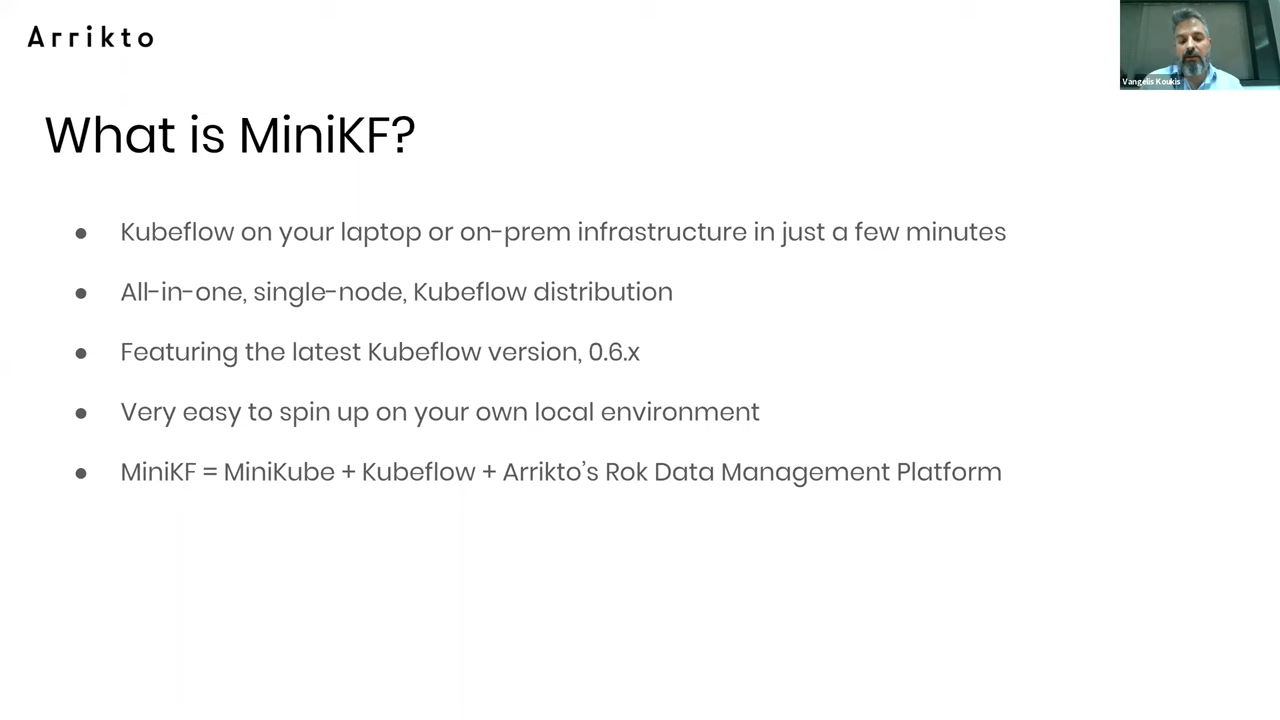 Arrikto
Vangelis Koukis
What is MiniKF?
● Kubeflow on your laptop or on-prem infrastructure in just a few minutes
● All-in-one, single-node, Kubeflow distribution
● Featuring the latest Kubeflow version, 0.6.x
● Very easy to spin up on your own local environment
● MiniKF = MiniKube + Kubeflow + Arrikto’s Rok Data Management Platform